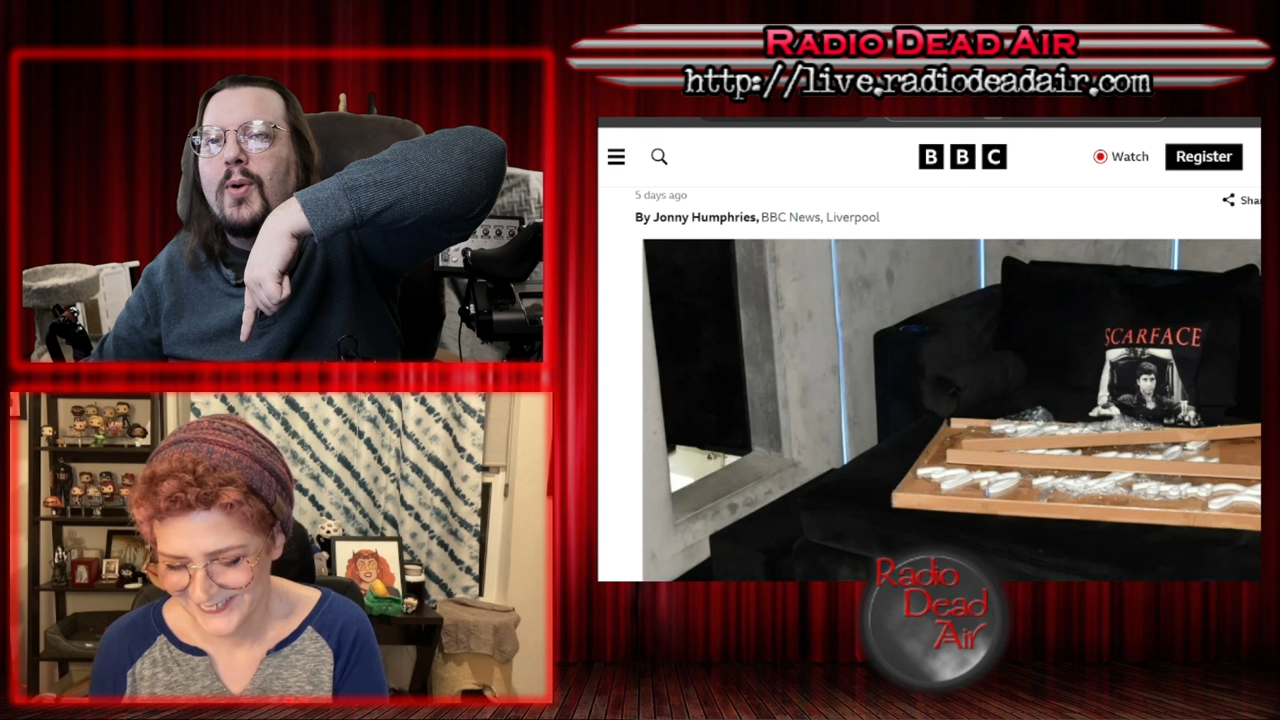 RADIO DEAD AIR
http://live.radiodeadair.com
BBC
Watch
Register
5 days ago
Shar
By Jonny Humphries, BBC News, Liverpool
SCARFACE
Radio
Dead
Air